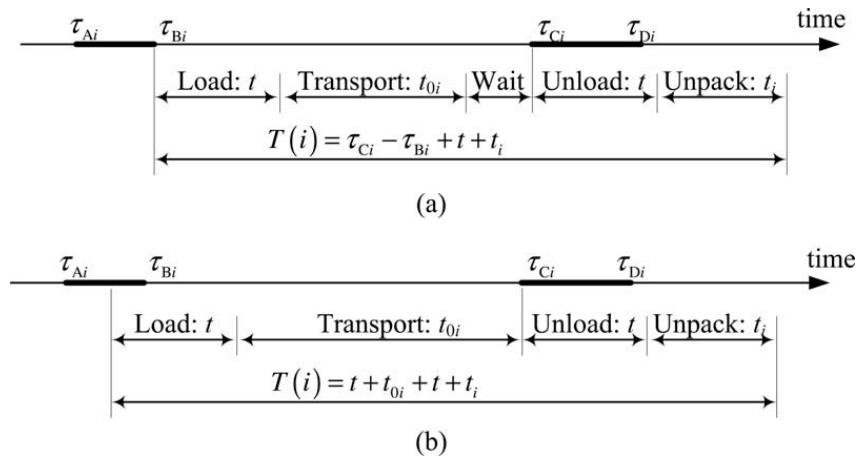 τAi τBi τCi τDi time
Load: t Transport: t0i Wait Unload: t Unpack: ti
T(i) = τCi − τBi + t + ti
(a)
τAi τBi τCi τDi time
Load: t Transport: t0i Unload: t Unpack: ti
T(i) = t + t0i + t + ti
(b)